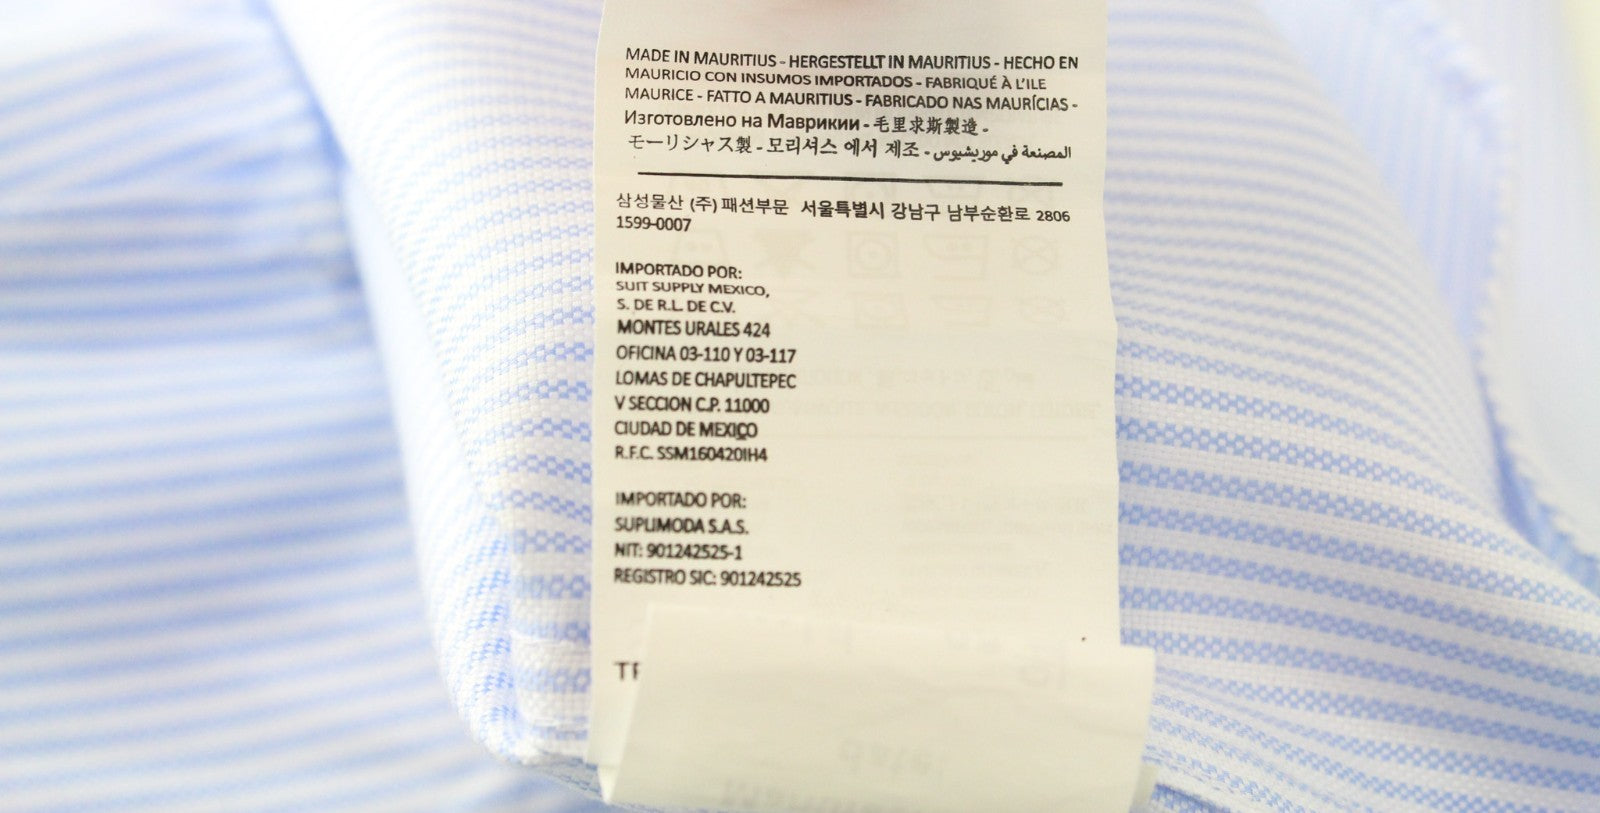 MADE IN MAURITIUS - HERGESTELLT IN MAURITIUS - HECHO EN
MAURICIO CON INSUMOS IMPORTADOS - FABRIQUÉ À L'ILE
MAURICE - FATTO A MAURITIUS - FABRICADO NAS MAURÍCIAS -
Изготовлено на Маврикии - 毛里求斯製造 -
モーリシャス製 - 모리셔스 에서 제조 - المصنعة في موريشيوس
삼성물산 (주) 패션부문 서울특별시 강남구 남부순환로 2806
1599-0007
IMPORTADO POR:
SUIT SUPPLY MEXICO,
S. DE R.L. DE C.V.
MONTES URALES 424
OFICINA 03-110 Y 03-117
LOMAS DE CHAPULTEPEC
V SECCION C.P. 11000
CIUDAD DE MEXICO
R.F.C. SSM160420IH4
IMPORTADO POR:
SUPLIMODA S.A.S.
NIT: 901242525-1
REGISTRO SIC: 901242525